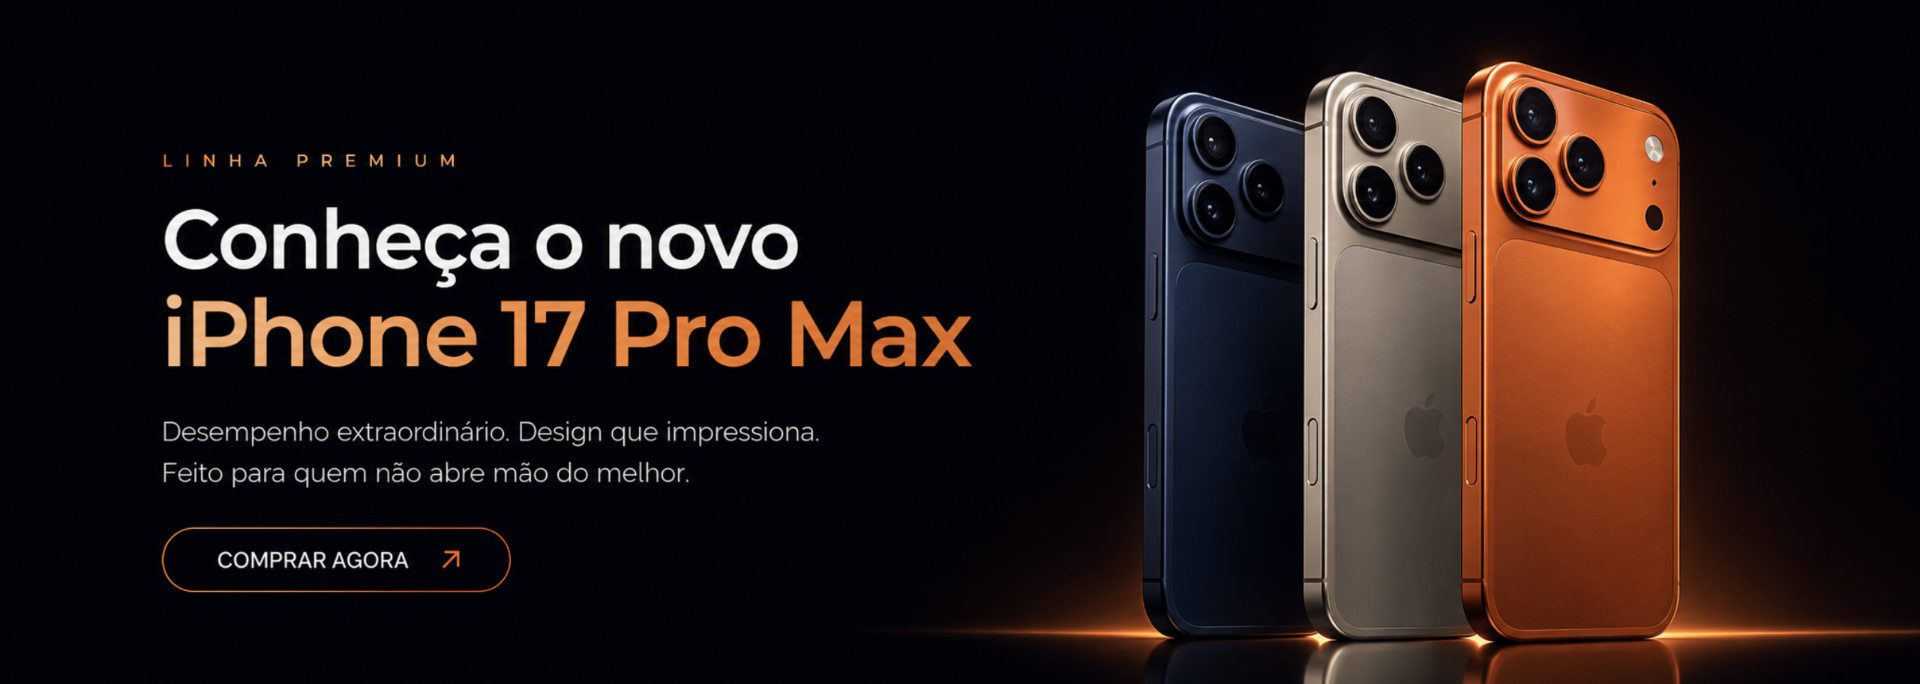 LINHA PREMIUM
Conheça o novo
iPhone 17 Pro Max
Desempenho extraordinário. Design que impressiona.
Feito para quem não abre mão do melhor.
COMPRAR AGORA